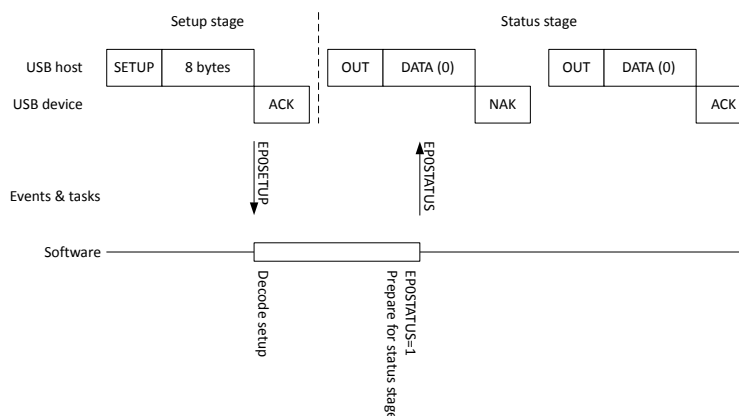 Setup stage
Status stage
USB host
SETUP
8 bytes
OUT
DATA (0)
OUT
DATA (0)
USB device
ACK
NAK
ACK
EP0SETUP
EP0STATUS
Events & tasks
Software
Decode setup
EP0STATUS=1
Prepare for status stage